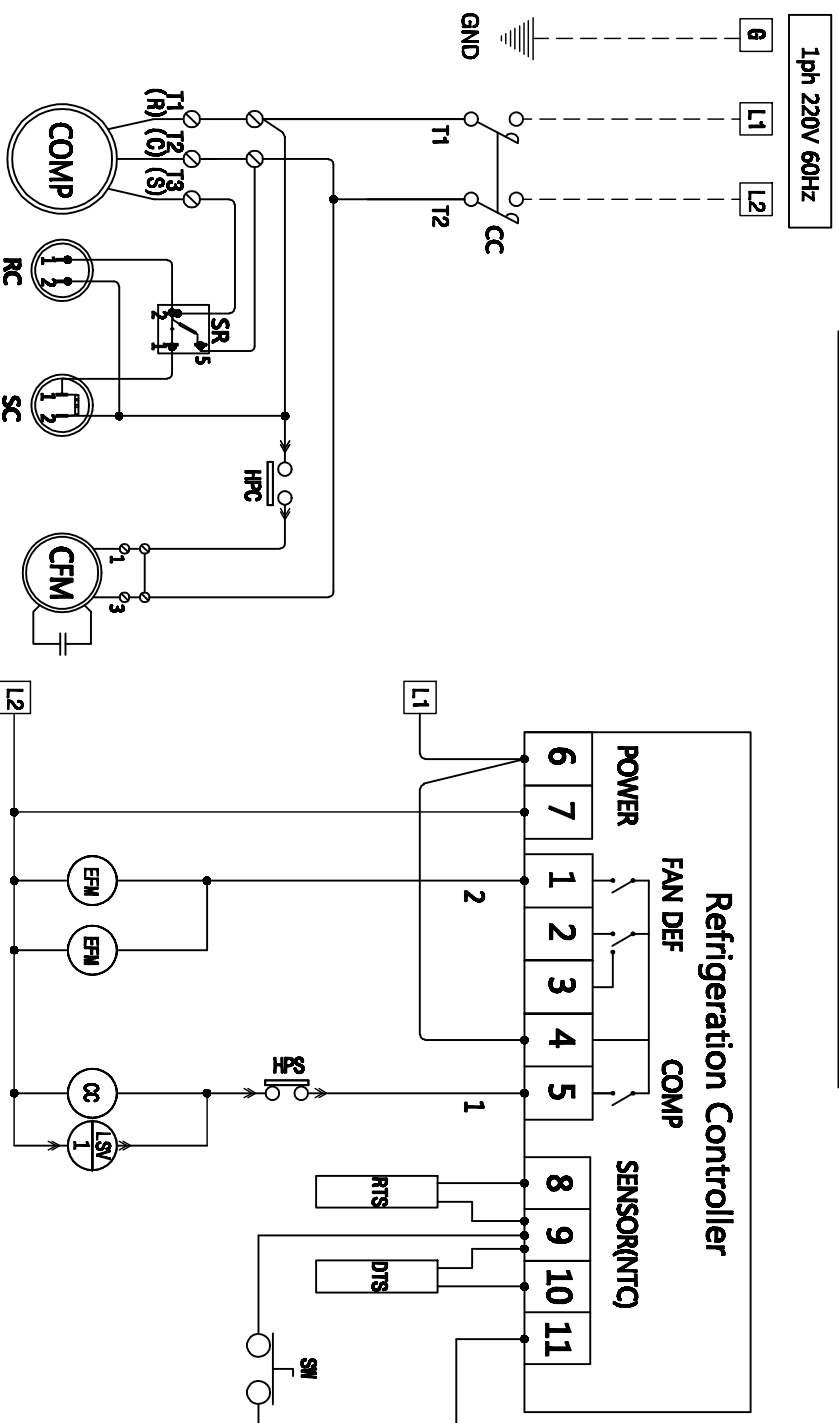 1ph 220V 60Hz
G
L1
L2
GND
T1
T2
CC
T1
(R)
T2
(C)
T3
(S)
COMP
RC
1
2
SR
2
1
5
SC
1
2
HPC
CFM
1
3
Refrigeration Controller
POWER
FAN DEF
COMP
SENSOR(NTC)
6
7
1
2
3
4
5
8
9
10
11
L1
L2
2
1
EFM
EFM
HPS
CC
LSV
1
RTS
DTS
SW